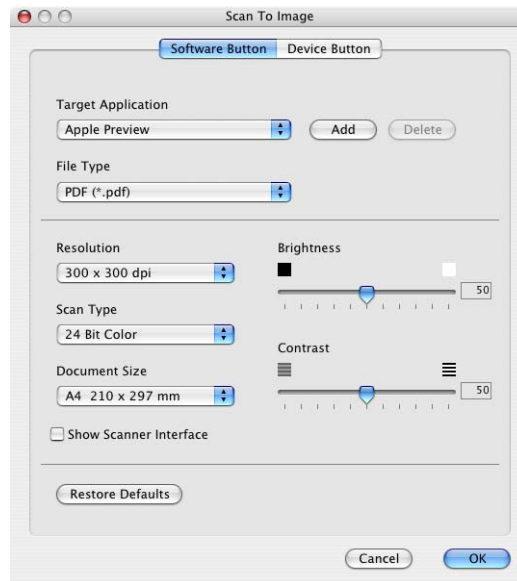 Scan To Image
Software Button Device Button
Target Application
Apple Preview Add Delete
File Type
PDF (*.pdf)
Resolution Brightness
300 x 300 dpi
50
Scan Type
24 Bit Color
Contrast
Document Size
A4 210 x 297 mm 50
Show Scanner Interface
Restore Defaults
Cancel OK